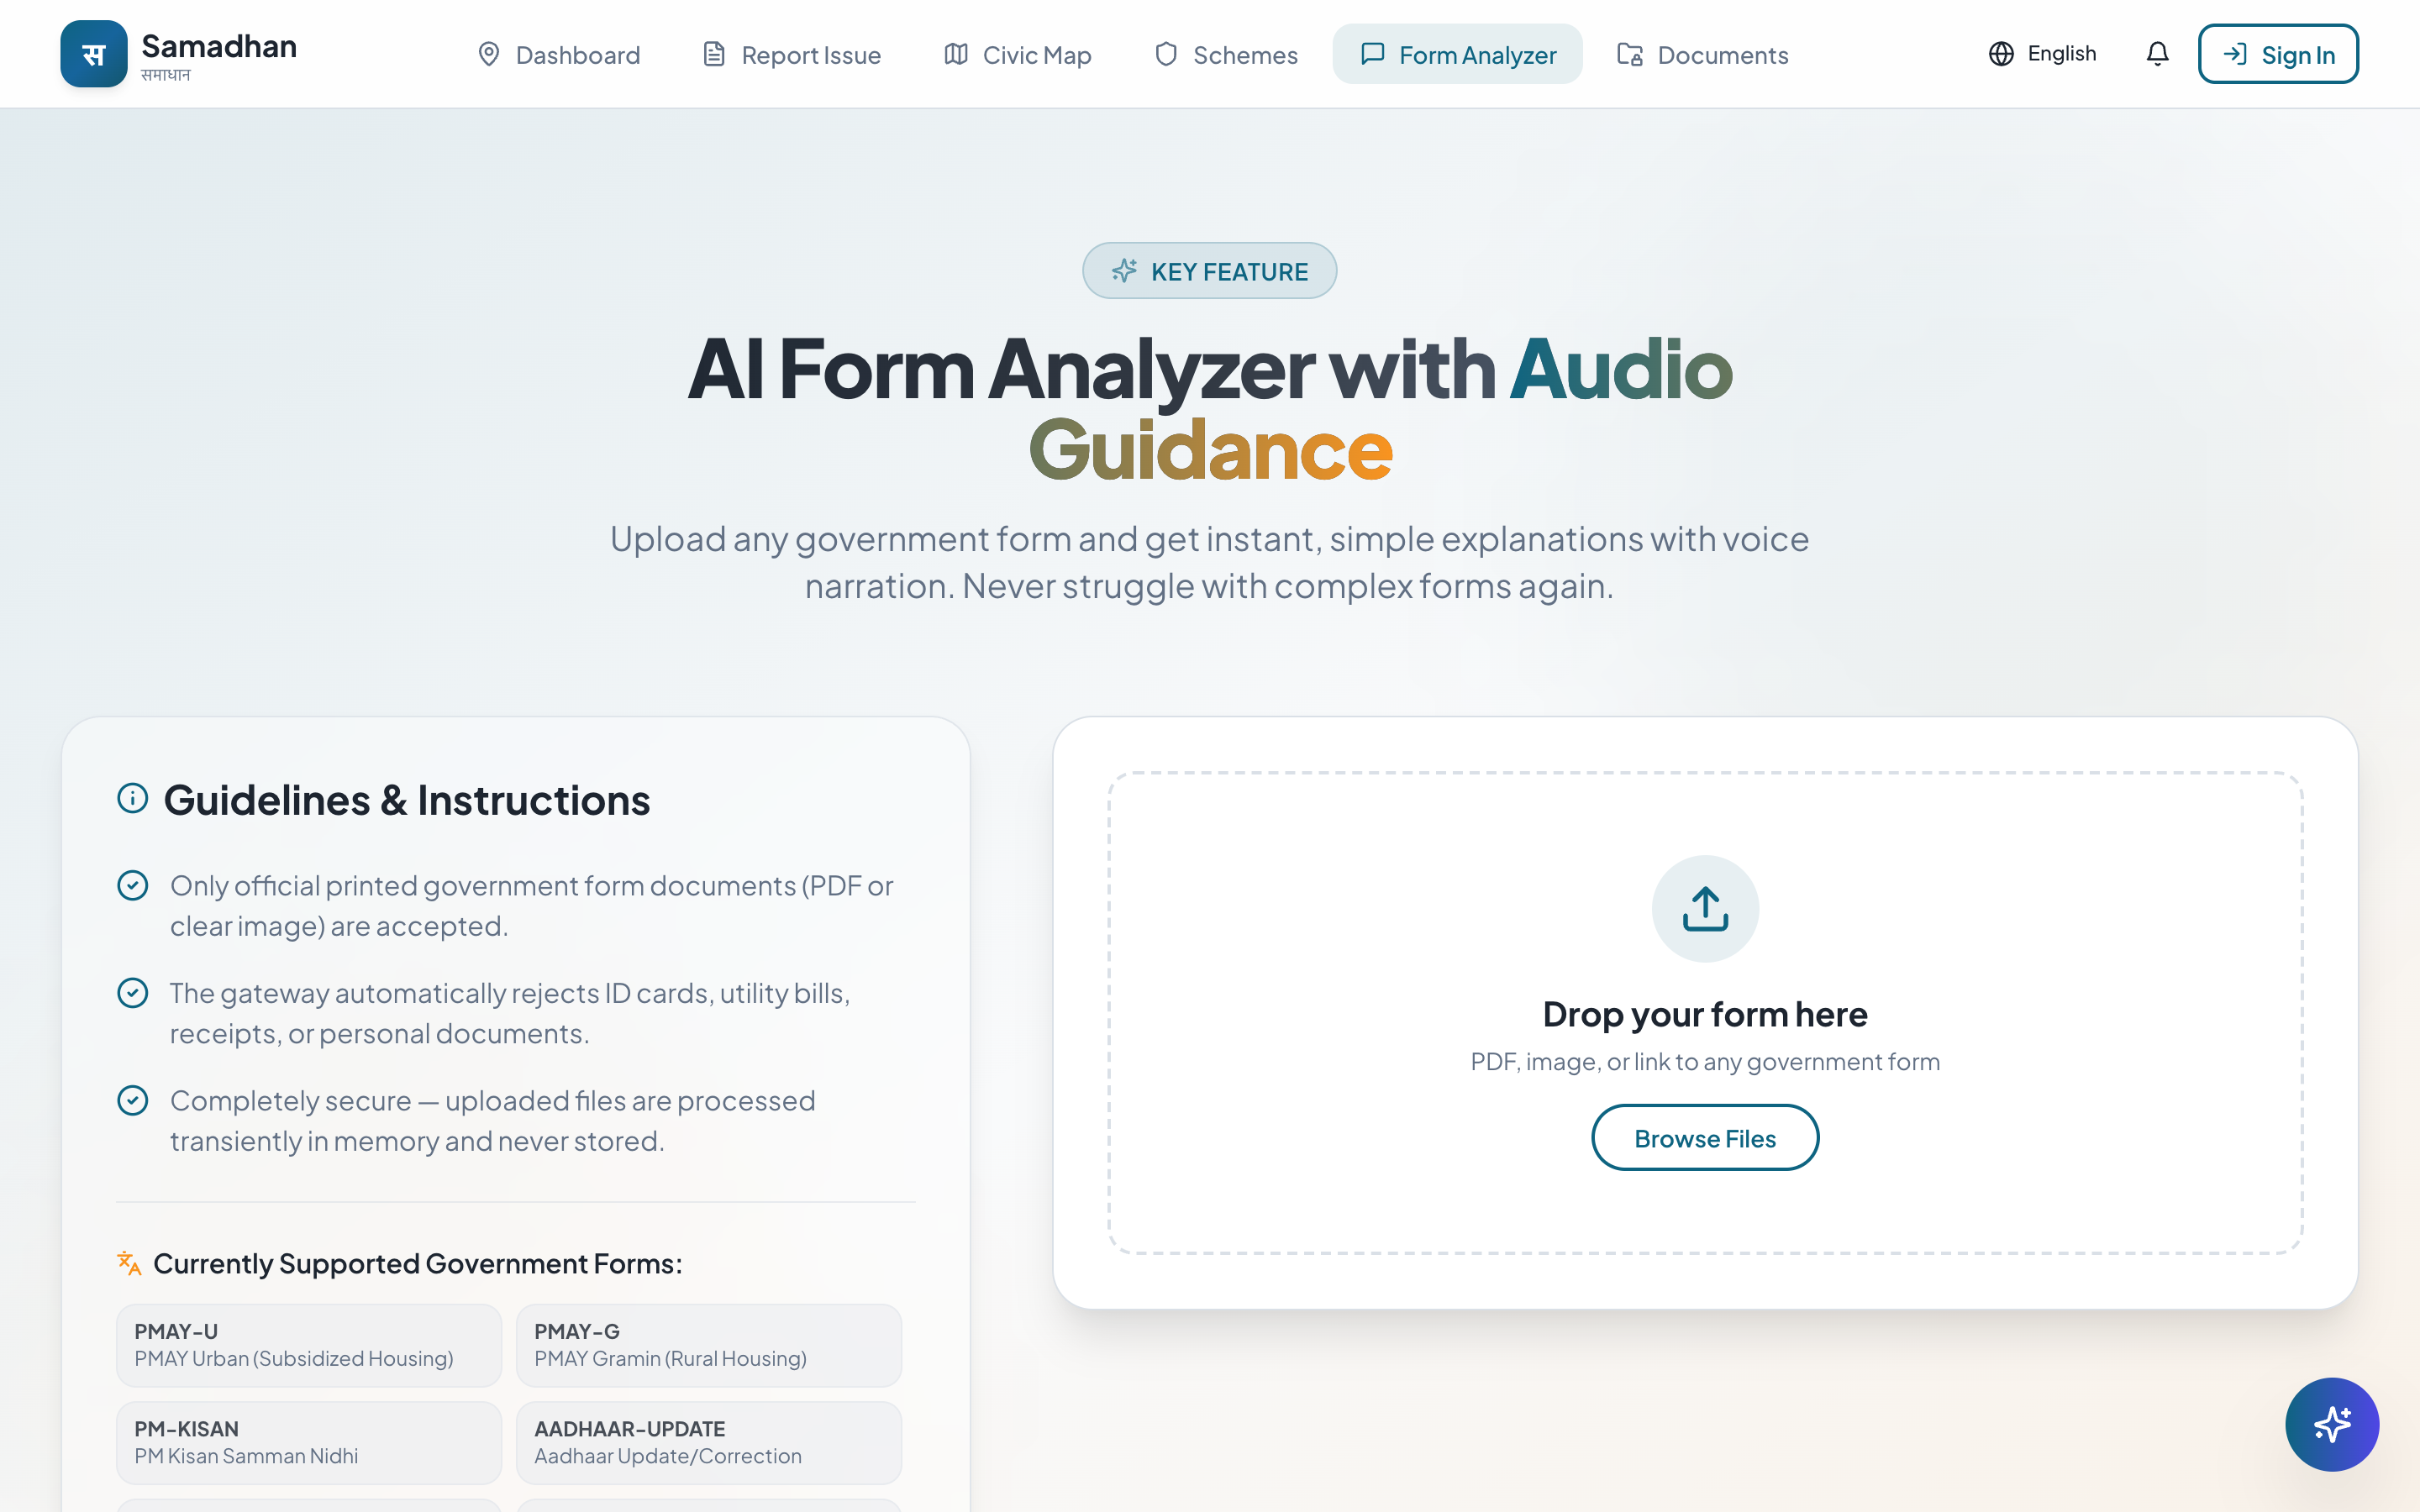 स
Samadhan
समाधान
Dashboard
Report Issue
Civic Map
Schemes
Form Analyzer
Documents
English
Sign In
KEY FEATURE
AI Form Analyzer with Audio
Guidance
Upload any government form and get instant, simple explanations with voice
narration. Never struggle with complex forms again.
Guidelines & Instructions
Only official printed government form documents (PDF or
clear image) are accepted.
The gateway automatically rejects ID cards, utility bills,
receipts, or personal documents.
Completely secure — uploaded files are processed
transiently in memory and never stored.
Currently Supported Government Forms:
PMAY-U
PMAY Urban (Subsidized Housing)
PMAY-G
PMAY Gramin (Rural Housing)
PM-KISAN
PM Kisan Samman Nidhi
AADHAAR-UPDATE
Aadhaar Update/Correction
Drop your form here
PDF, image, or link to any government form
Browse Files